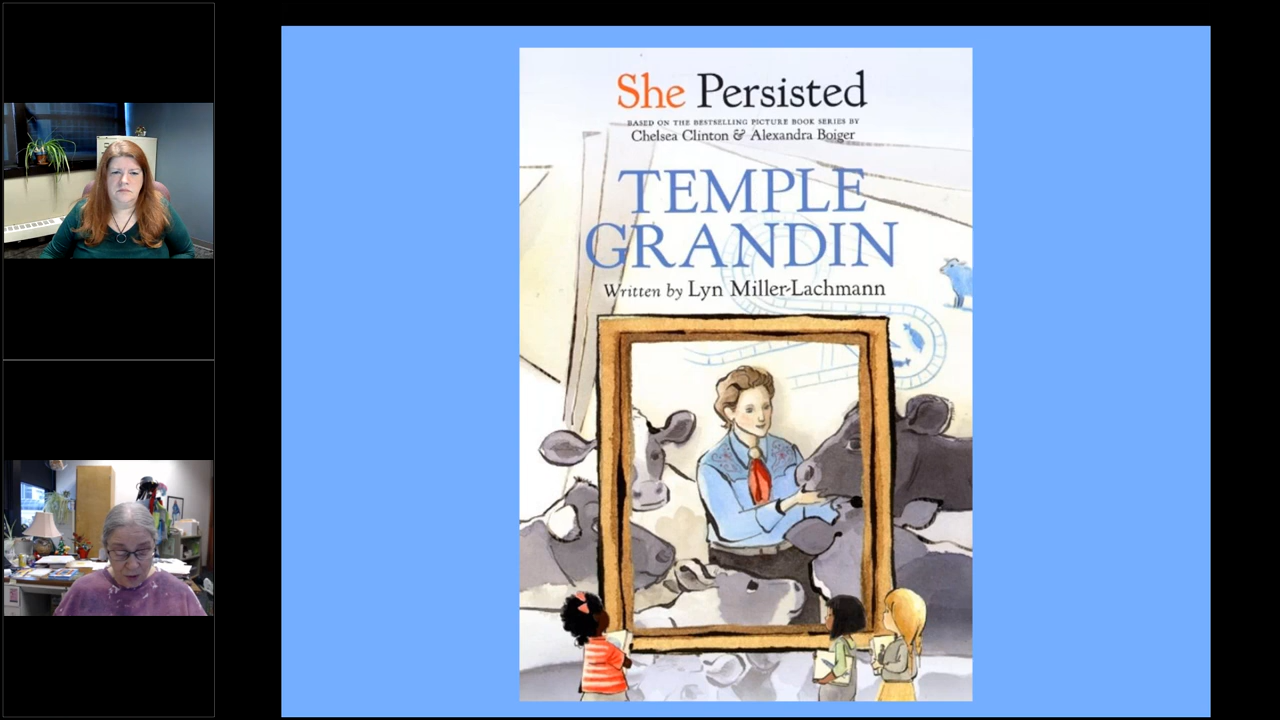 She Persisted
BASED ON THE BESTSELLING PICTURE BOOK SERIES BY
Chelsea Clinton & Alexandra Boiger
TEMPLE
GRANDIN
Written by Lyn Miller-Lachmann